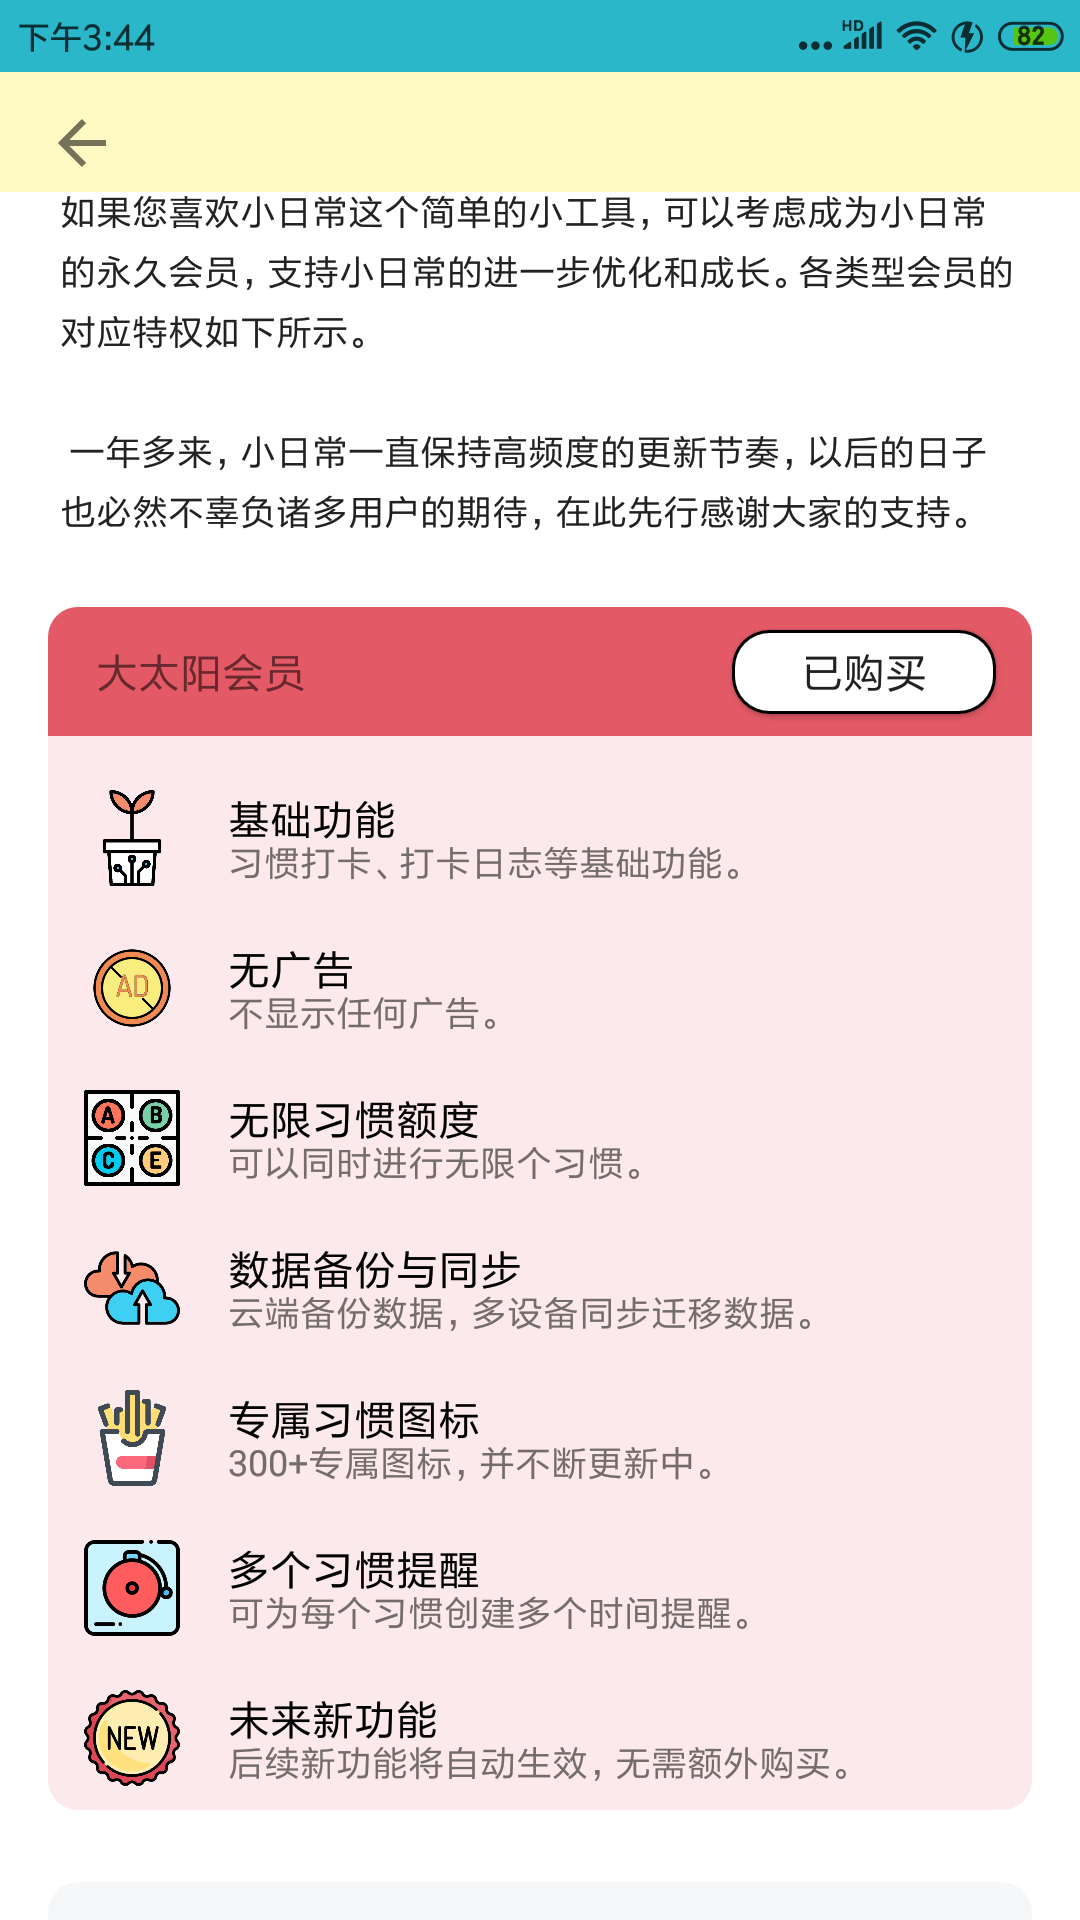 下午3:44
HD
82
如果您喜欢小日常这个简单的小工具，可以考虑成为小日常
的永久会员，支持小日常的进一步优化和成长。各类型会员的
对应特权如下所示。
一年多来，小日常一直保持高频度的更新节奏，以后的日子
也必然不辜负诸多用户的期待，在此先行感谢大家的支持。
大太阳会员
已购买
基础功能
习惯打卡、打卡日志等基础功能。
AD
无广告
不显示任何广告。
A B
C E
无限习惯额度
可以同时进行无限个习惯。
数据备份与同步
云端备份数据，多设备同步迁移数据。
专属习惯图标
300+专属图标，并不断更新中。
多个习惯提醒
可为每个习惯创建多个时间提醒。
NEW
未来新功能
后续新功能将自动生效，无需额外购买。